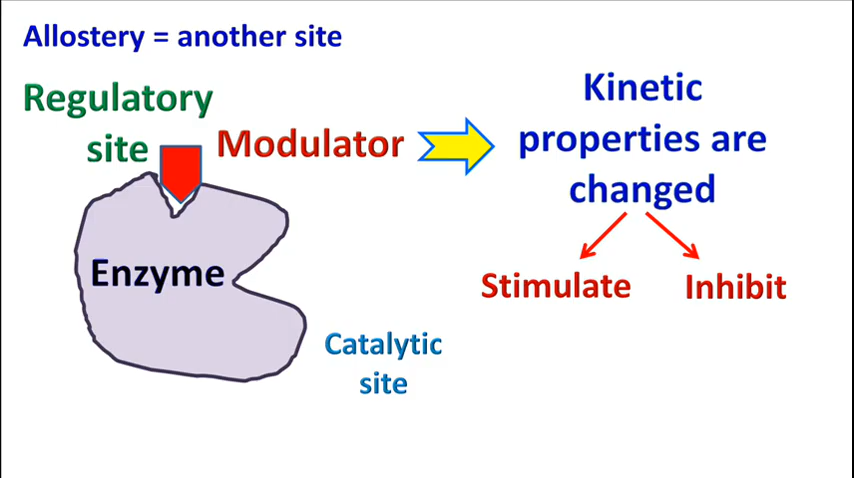 Allostery = another site
Regulatory
site
Modulator
Kinetic
properties are
changed
Enzyme
Stimulate
Inhibit
Catalytic
site